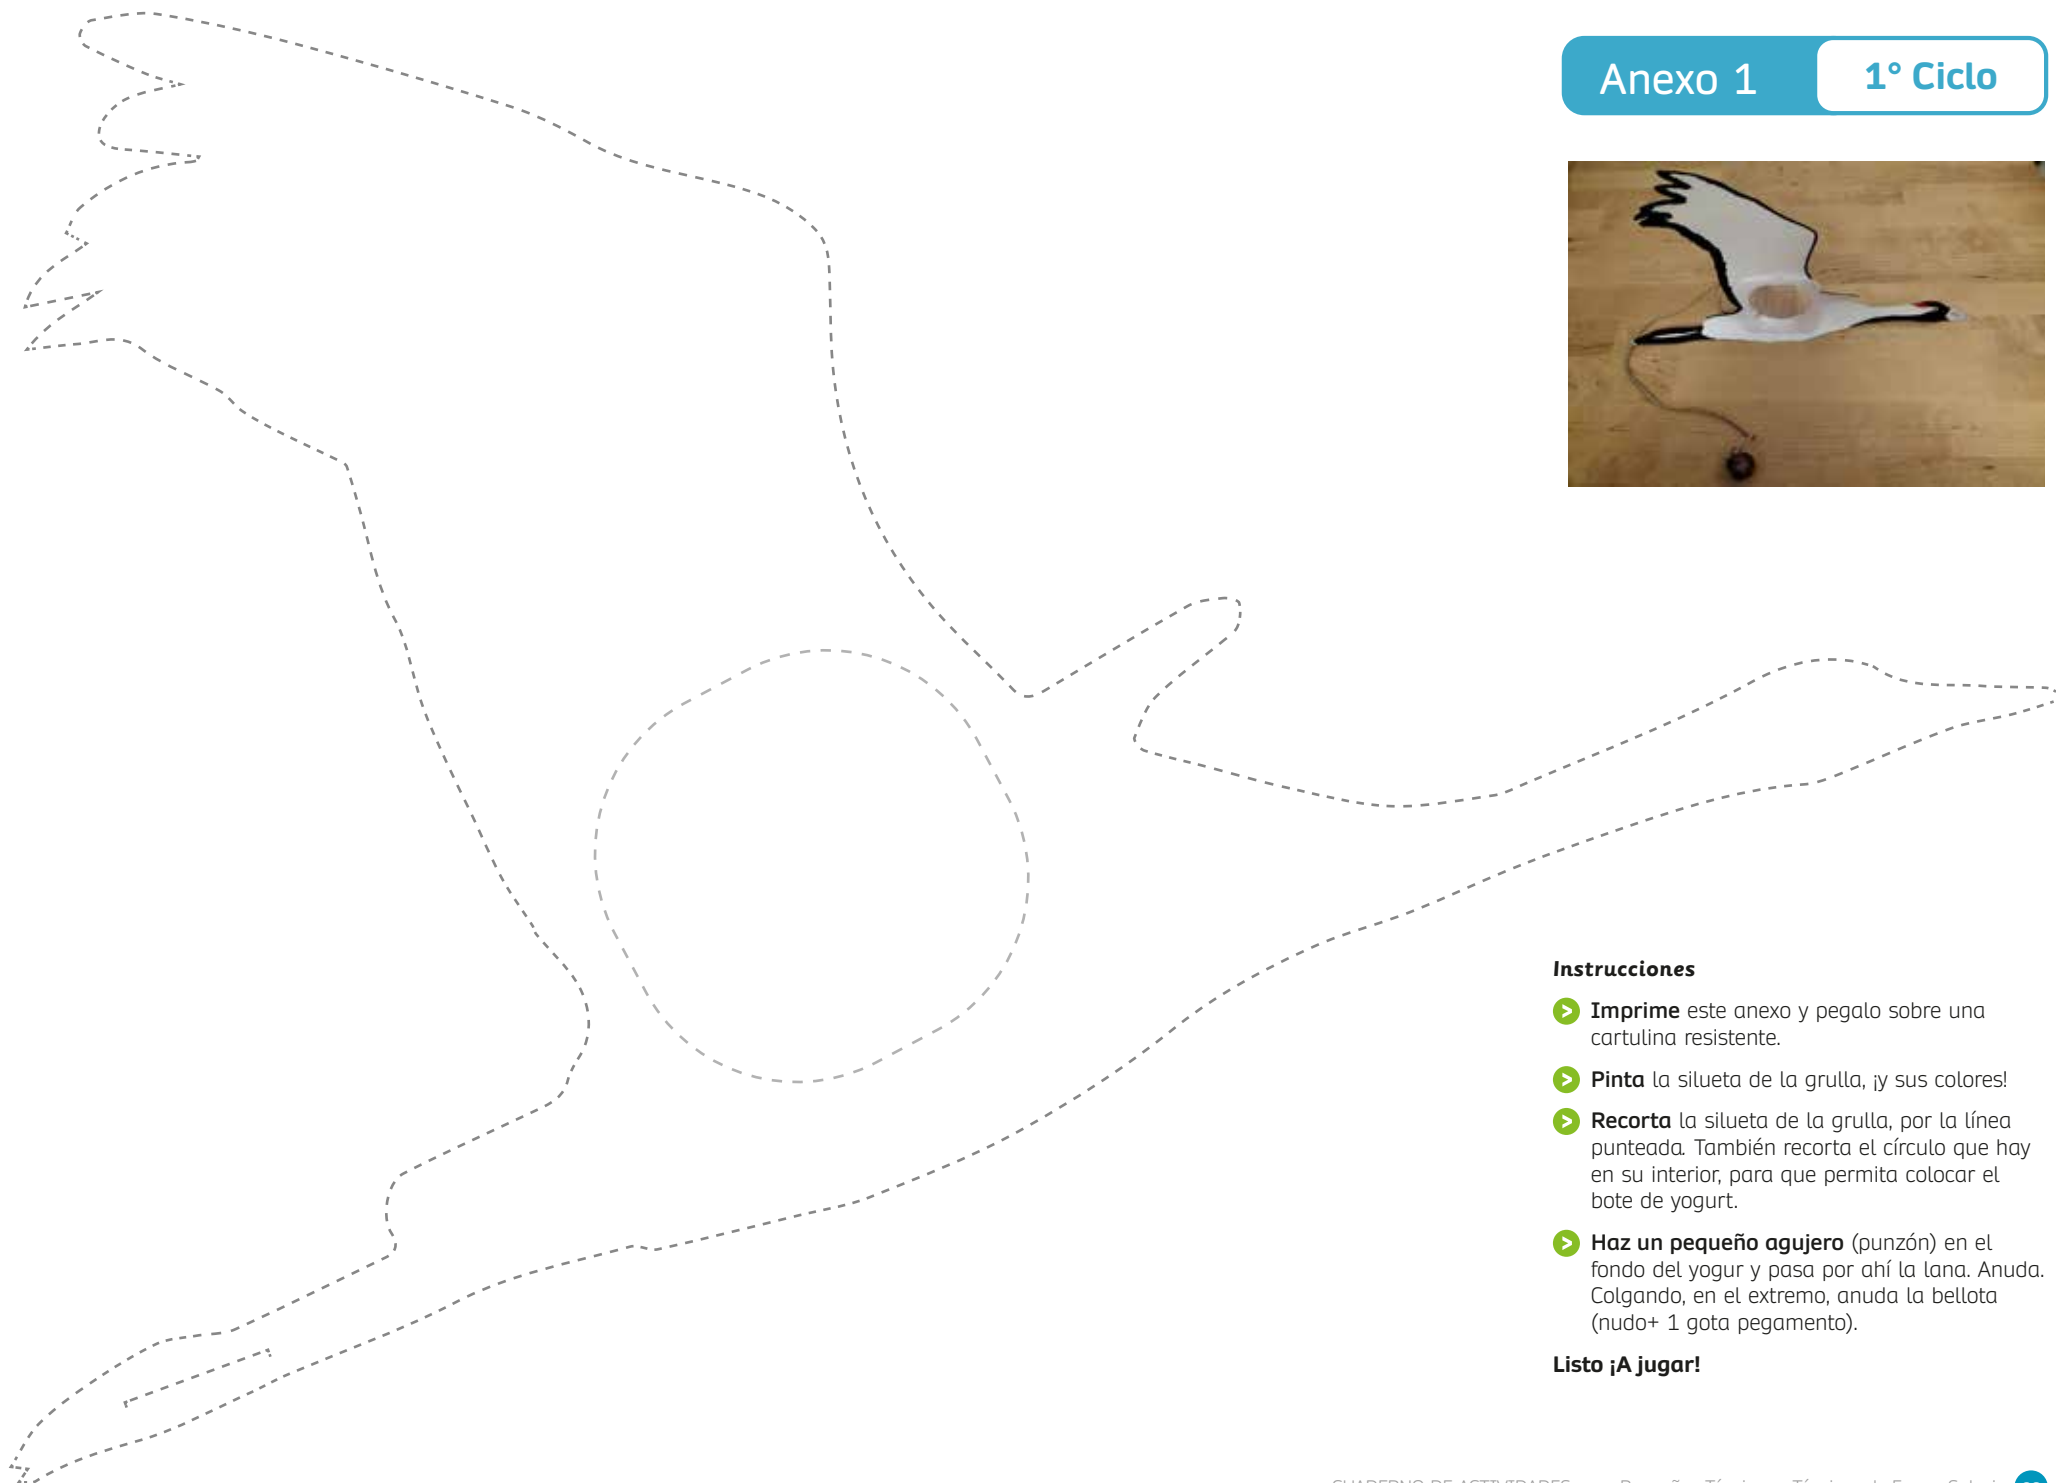 Anexo 1
1° Ciclo
Instrucciones
Imprime este anexo y pegalo sobre una
cartulina resistente.
Pinta la silueta de la grulla, ¡y sus colores!
Recorta la silueta de la grulla, por la línea
punteada. También recorta el círculo que hay
en su interior, para que permita colocar el
bote de yogurt.
Haz un pequeño agujero (punzón) en el
fondo del yogur y pasa por ahí la lana. Anuda.
Colgando, en el extremo, anuda la bellota
(nudo+ 1 gota pegamento).
Listo ¡A jugar!
CUADERNO DE ACTIVIDADES